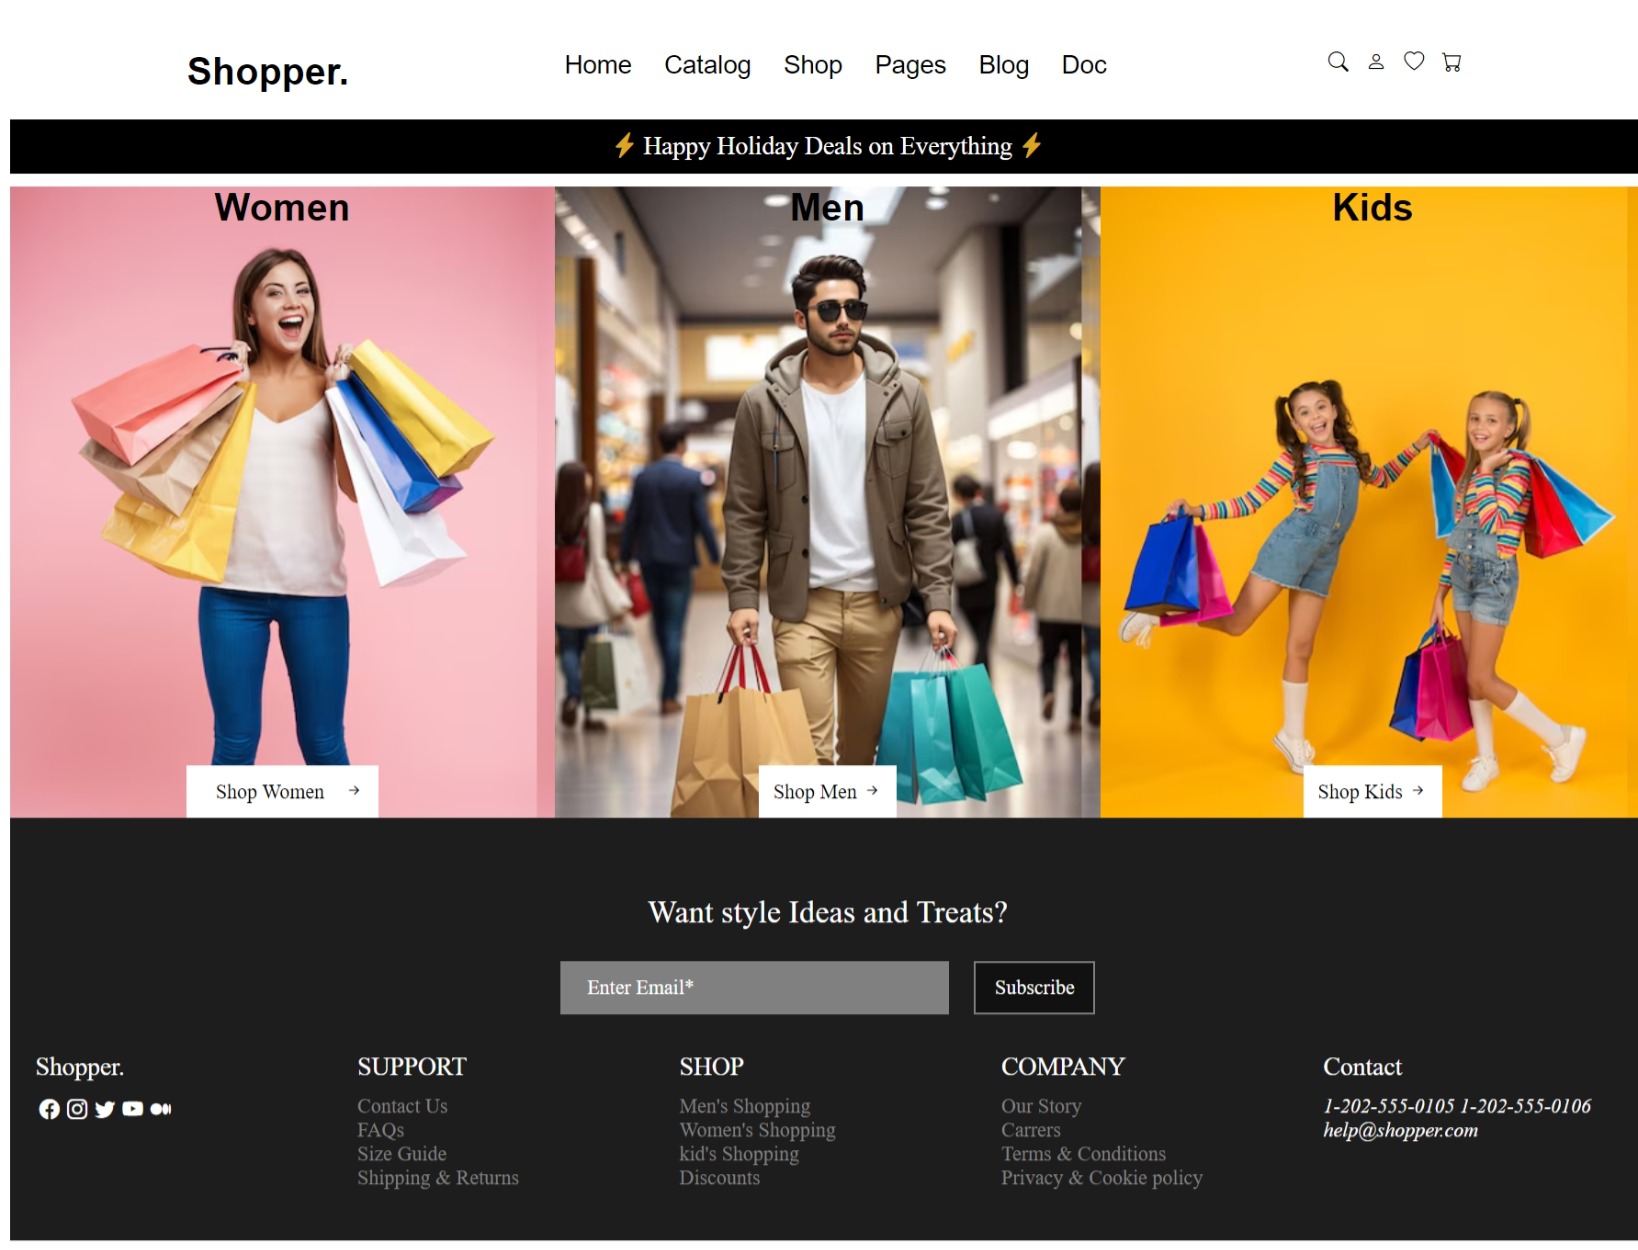 Shopper.
Home Catalog Shop Pages Blog Doc
⚡ Happy Holiday Deals on Everything ⚡
Women
Men
Kids
Shop Women →
Shop Men →
Shop Kids →
Want style Ideas and Treats?
Enter Email*
Subscribe
Shopper.
SUPPORT
Contact Us
FAQs
Size Guide
Shipping & Returns
SHOP
Men's Shopping
Women's Shopping
kid's Shopping
Discounts
COMPANY
Our Story
Carrers
Terms & Conditions
Privacy & Cookie policy
Contact
1-202-555-0105 1-202-555-0106
help@shopper.com